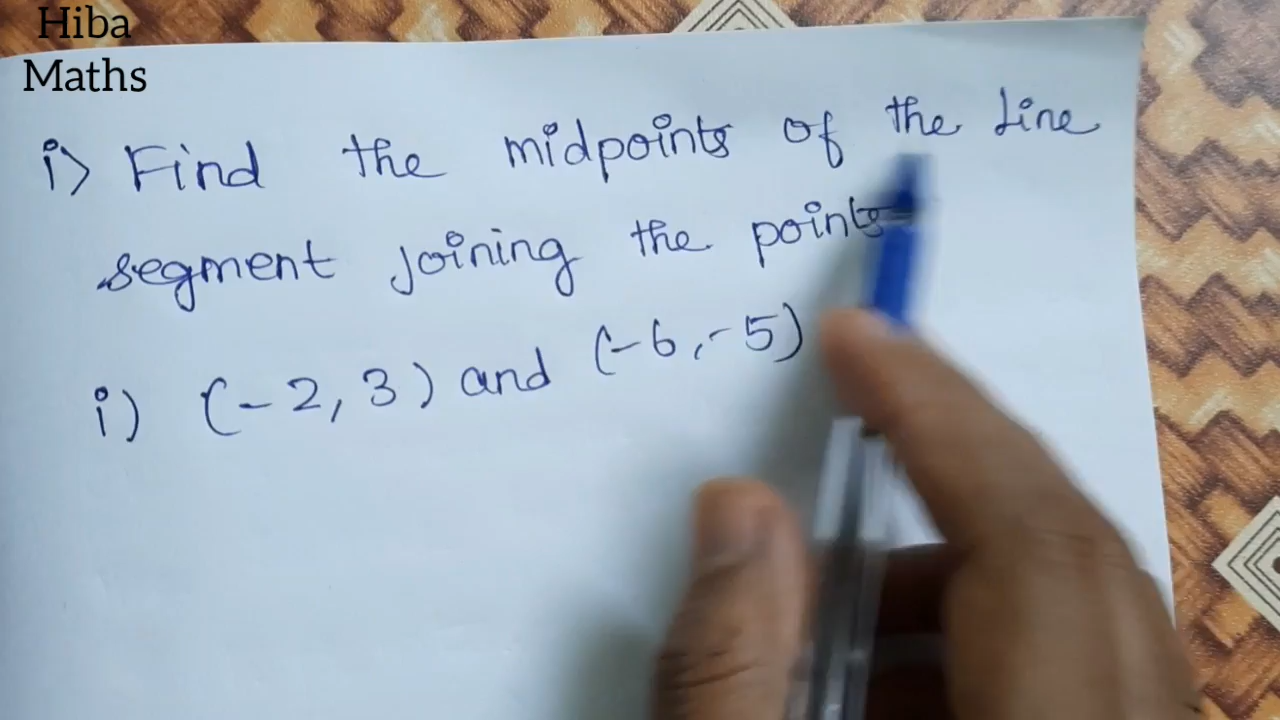 Hiba
Maths
i) Find the midpoints of the line
segment joining the points
i) (-2, 3) and (-6, -5)